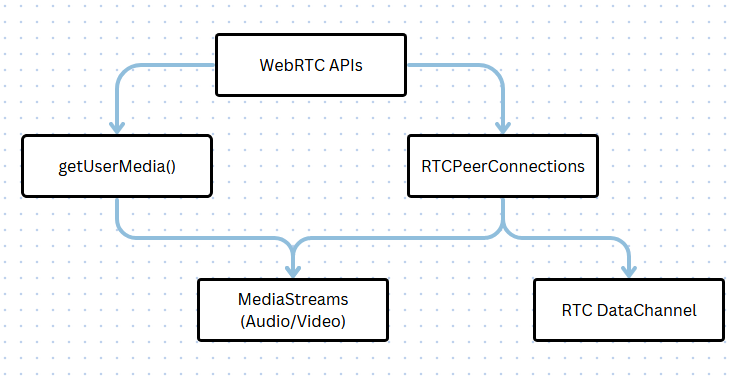 WebRTC APIs
getUserMedia()
RTCPeerConnections
MediaStreams
(Audio/Video)
RTC DataChannel